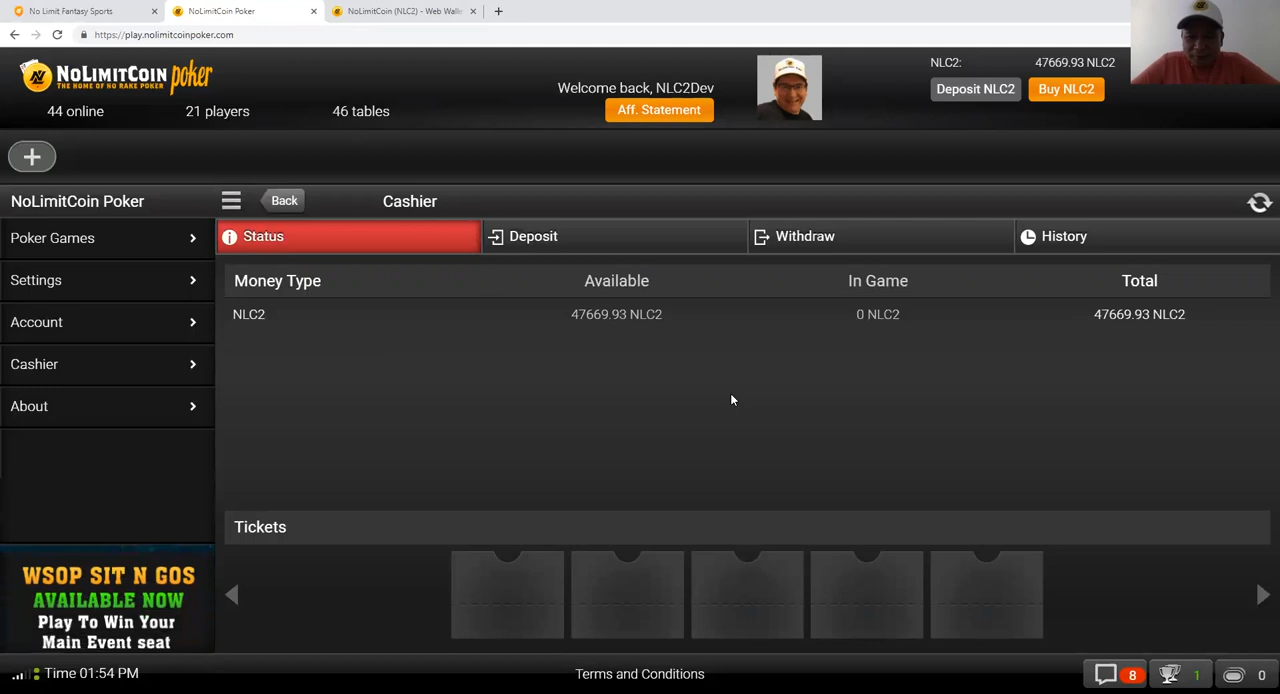 No Limit Fantasy Sports
NoLimitCoin Poker
NoLimitCoin (NLC2) - Web Wall
https://play.nolimitcoinpoker.com
NOLIMITCOIN poker
THE HOME OF NO RAKE POKER
44 online
21 players
46 tables
Welcome back, NLC2Dev
Aff. Statement
NLC2:
47669.93 NLC2
Deposit NLC2
Buy NLC2
NoLimitCoin Poker
Back
Cashier
Poker Games
Settings
Account
Cashier
About
Status
Deposit
Withdraw
History
Money Type
Available
In Game
Total
NLC2
47669.93 NLC2
0 NLC2
47669.93 NLC2
Tickets
WSOP SIT N GOS
AVAILABLE NOW
Play To Win Your
Main Event seat
Time 01:54 PM
Terms and Conditions
8
1
0